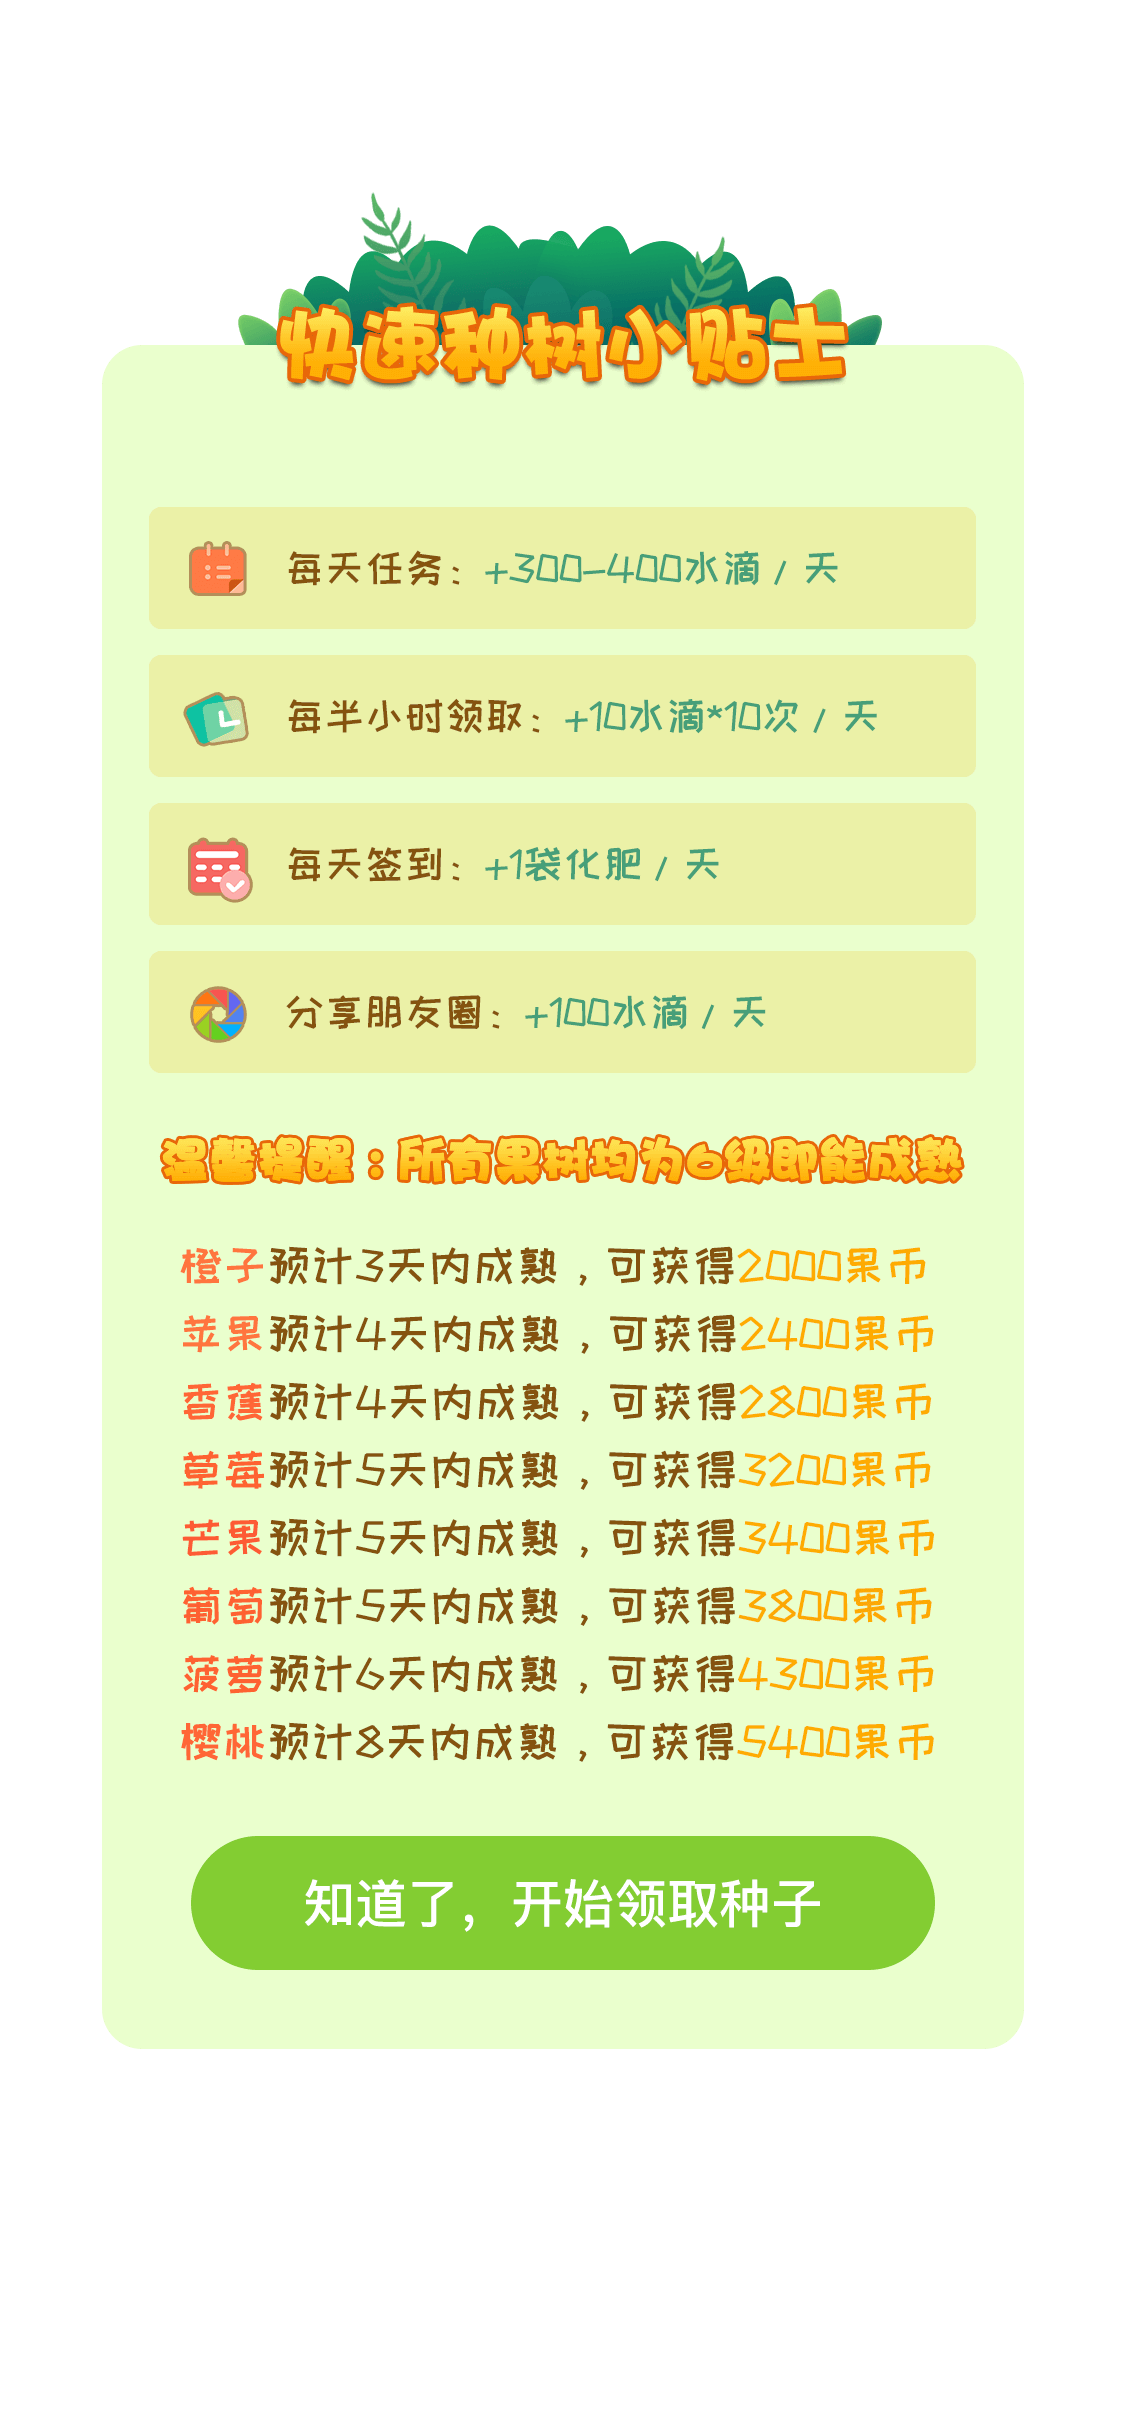 快速种树小贴士
每天任务：+300-400水滴 / 天
每半小时领取：+10水滴*10次 / 天
每天签到：+1袋化肥 / 天
分享朋友圈：+100水滴 / 天
温馨提醒：所有果树均为6级即能成熟
橙子预计3天内成熟，可获得2000果币
苹果预计4天内成熟，可获得2400果币
香蕉预计4天内成熟，可获得2800果币
草莓预计5天内成熟，可获得3200果币
芒果预计5天内成熟，可获得3400果币
葡萄预计5天内成熟，可获得3800果币
菠萝预计6天内成熟，可获得4300果币
樱桃预计8天内成熟，可获得5400果币
知道了，开始领取种子